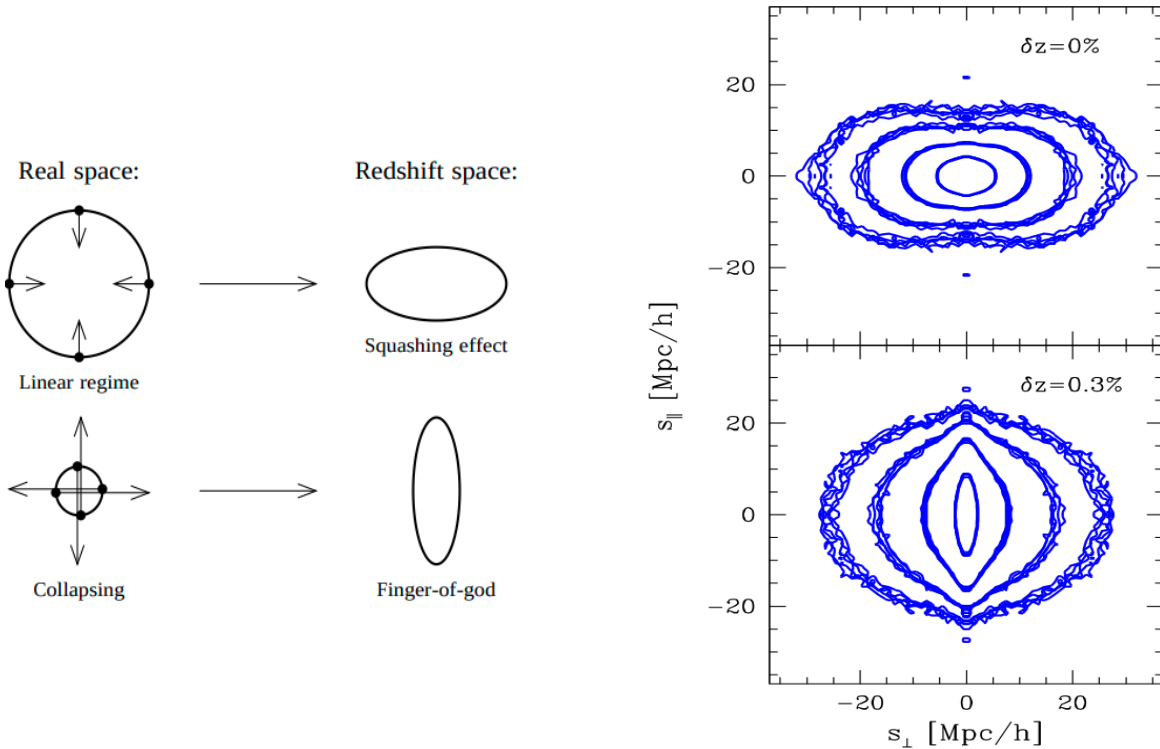 Real space:
Redshift space:
Linear regime
Squashing effect
Collapsing
Finger-of-god
δz=0%
20
0
−20
δz=0.3%
20
0
−20
s∥ [Mpc/h]
−20 0 20
s⊥ [Mpc/h]